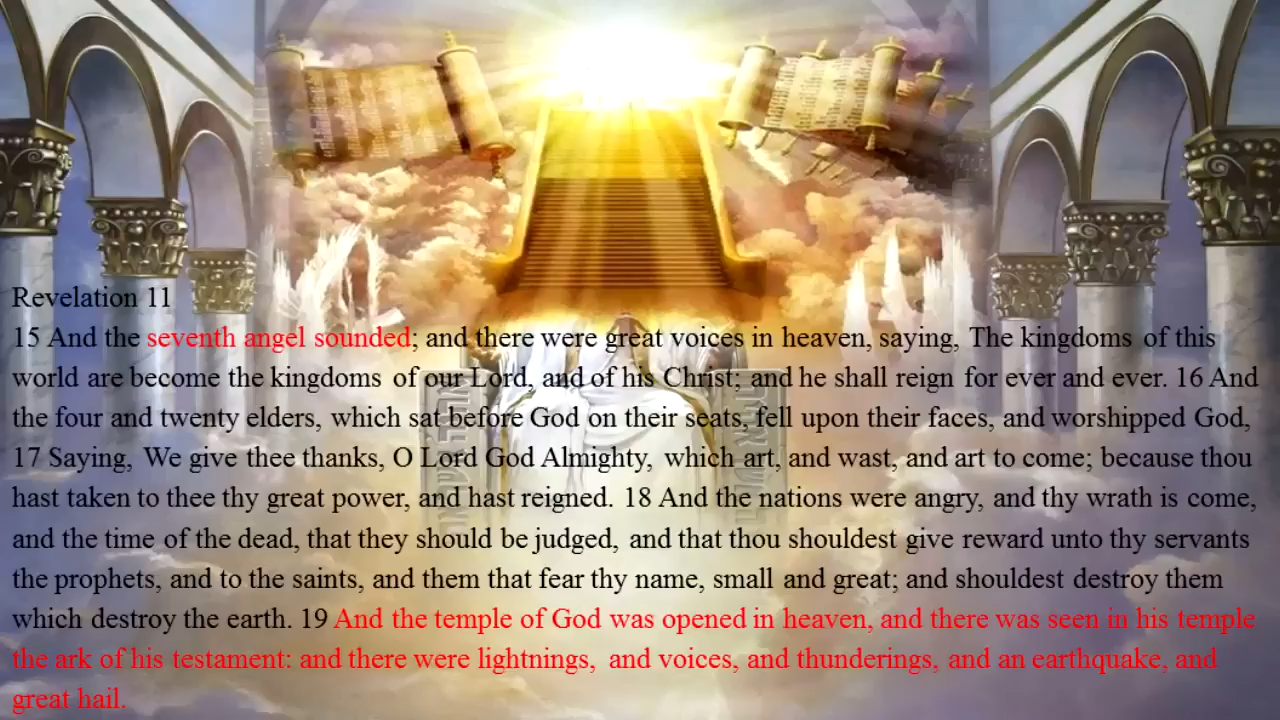 Revelation 11
15 And the seventh angel sounded; and there were great voices in heaven, saying, The kingdoms of this
world are become the kingdoms of our Lord, and of his Christ; and he shall reign for ever and ever. 16 And
the four and twenty elders, which sat before God on their seats, fell upon their faces, and worshipped God,
17 Saying, We give thee thanks, O Lord God Almighty, which art, and wast, and art to come; because thou
hast taken to thee thy great power, and hast reigned. 18 And the nations were angry, and thy wrath is come,
and the time of the dead, that they should be judged, and that thou shouldest give reward unto thy servants
the prophets, and to the saints, and them that fear thy name, small and great; and shouldest destroy them
which destroy the earth. 19 And the temple of God was opened in heaven, and there was seen in his temple
the ark of his testament: and there were lightnings, and voices, and thunderings, and an earthquake, and
great hail.